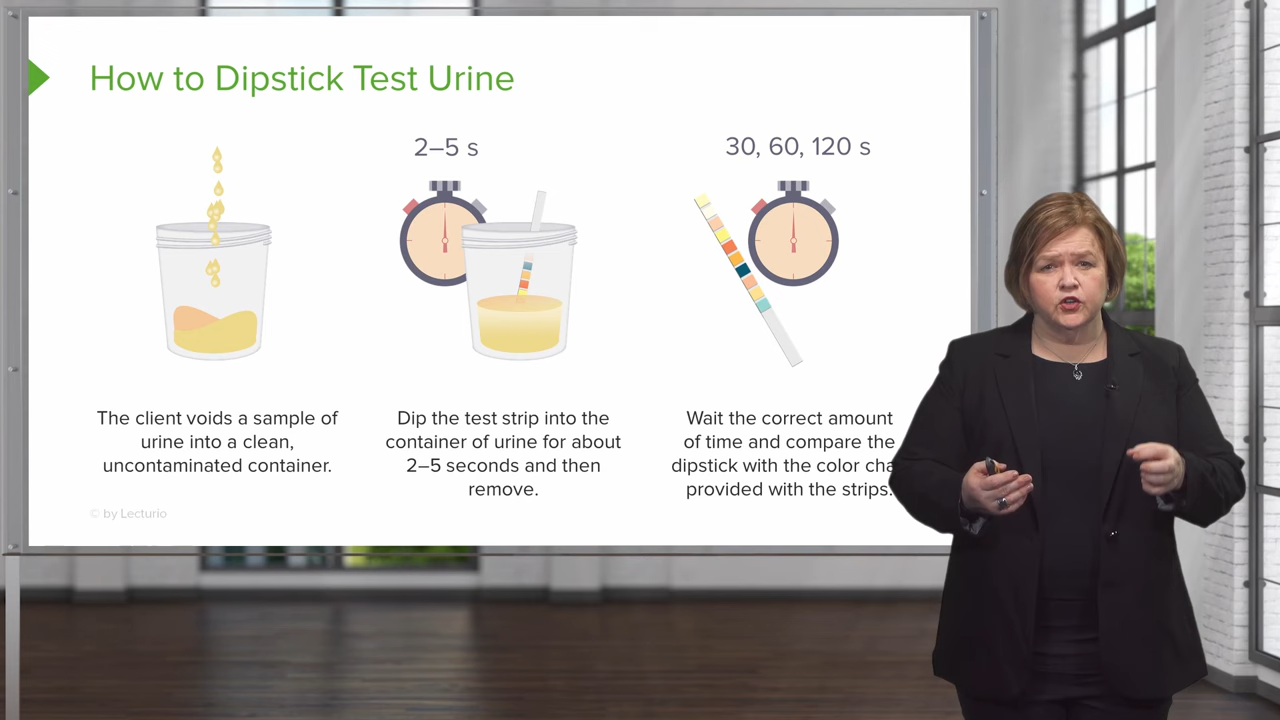 How to Dipstick Test Urine
2–5 s
30, 60, 120 s
The client voids a sample of
urine into a clean,
uncontaminated container.
Dip the test strip into the
container of urine for about
2–5 seconds and then
remove.
Wait the correct amount
of time and compare the
dipstick with the color
provided with the strips.
© by Lecturio